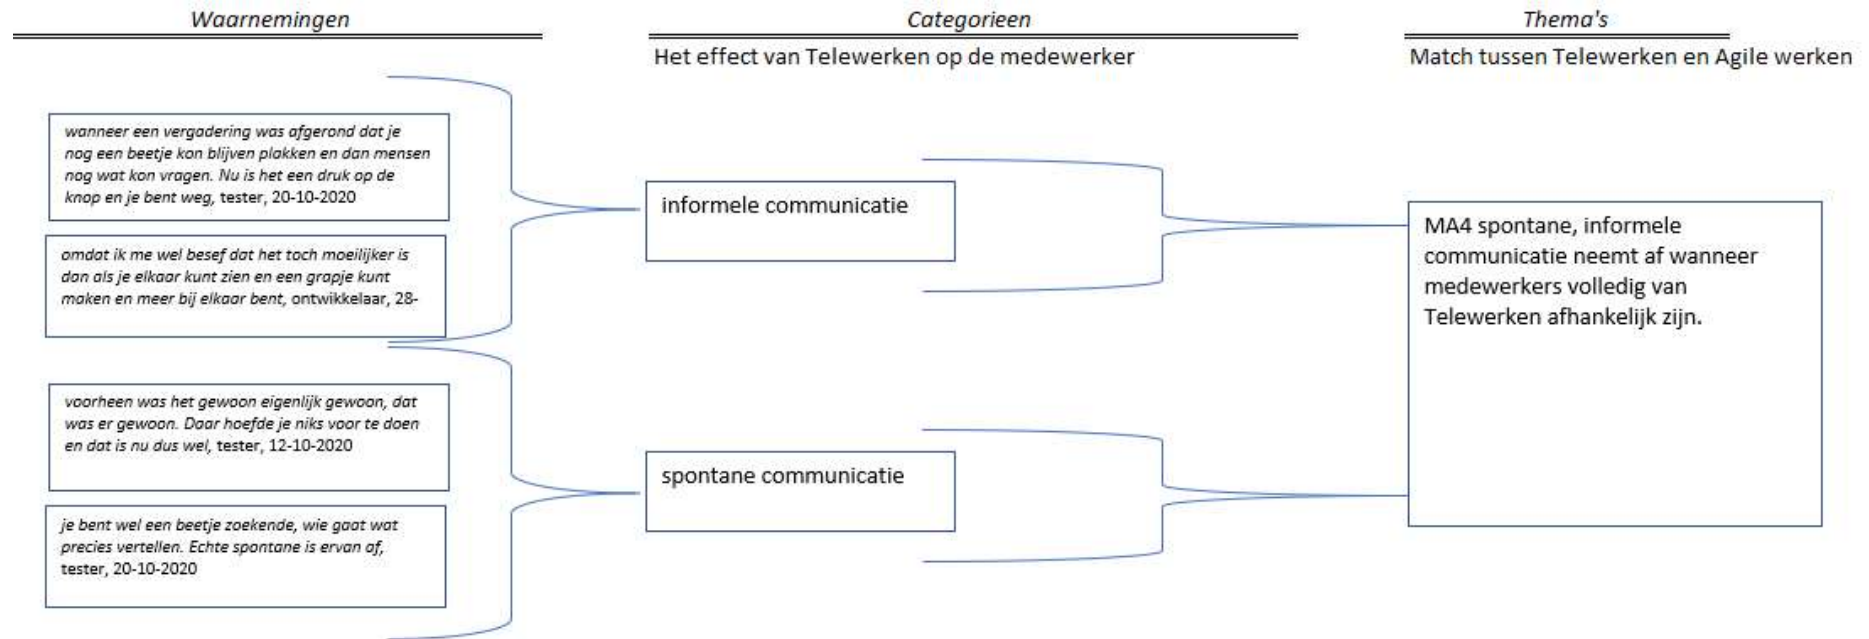 Waarnemingen
Categorieen
Thema's
Het effect van Telewerken op de medewerker
Match tussen Telewerken en Agile werken
wanneer een vergadering was afgerond dat je
nog een beetje kon blijven plakken en dan mensen
nog wat kon vragen. Nu is het een druk op de
knop en je bent weg, tester, 20-10-2020
omdat ik me wel besef dat het toch moeilijker is
dan als je elkaar kunt zien en een grapje kunt
maken en meer bij elkaar bent, ontwikkelaar, 28-
informele communicatie
voorheen was het gewoon eigenlijk gewoon, dat
was er gewoon. Daar hoefde je niks voor te doen
en dat is nu dus wel, tester, 12-10-2020
je bent wel een beetje zoekende, wie gaat wat
precies vertellen. Echte spontane is ervan af,
tester, 20-10-2020
spontane communicatie
MA4 spontane, informele
communicatie neemt af wanneer
medewerkers volledig van
Telewerken afhankelijk zijn.